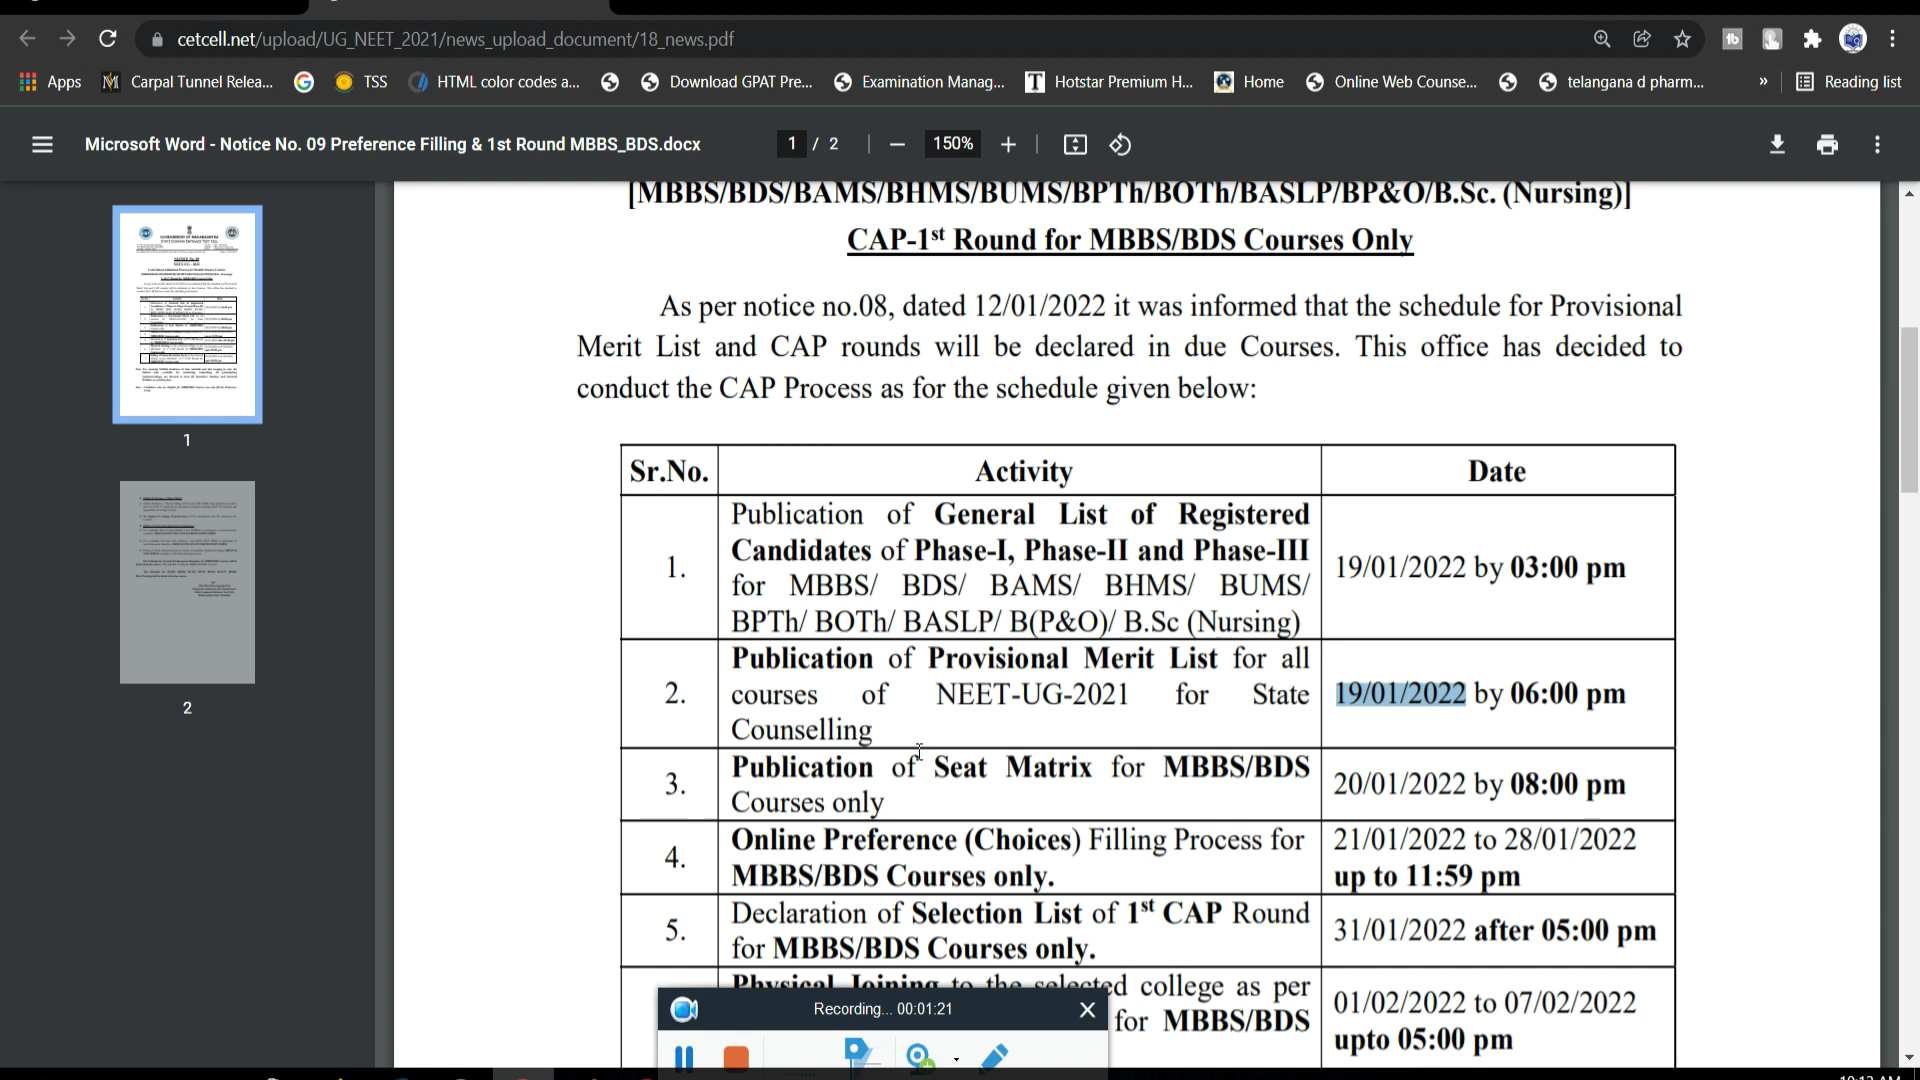 cetcell.net/upload/UG_NEET_2021/news_upload_document/18_news.pdf
Apps Carpal Tunnel Relea... TSS HTML color codes a... Download GPAT Pre... Examination Manag... Hotstar Premium H... Home Online Web Counse... telangana d pharm... » Reading list
Microsoft Word - Notice No. 09 Preference Filling & 1st Round MBBS_BDS.docx 1 / 2 150%
[MBBS/BDS/BAMS/BHMS/BUMS/BPTh/BOTh/BASLP/BP&O/B.Sc. (Nursing)]
CAP-1st Round for MBBS/BDS Courses Only
As per notice no.08, dated 12/01/2022 it was informed that the schedule for Provisional
Merit List and CAP rounds will be declared in due Courses. This office has decided to
conduct the CAP Process as for the schedule given below:
Sr.No. Activity Date
Publication of General List of Registered
Candidates of Phase-I, Phase-II and Phase-III
1. 19/01/2022 by 03:00 pm
for MBBS/ BDS/ BAMS/ BHMS/ BUMS/
BPTh/ BOTh/ BASLP/ B(P&O)/ B.Sc (Nursing)
Publication of Provisional Merit List for all
2. courses of NEET-UG-2021 for State 19/01/2022 by 06:00 pm
Counselling
Publication of Seat Matrix for MBBS/BDS
3. 20/01/2022 by 08:00 pm
Courses only
Online Preference (Choices) Filling Process for 21/01/2022 to 28/01/2022
4.
MBBS/BDS Courses only. up to 11:59 pm
Declaration of Selection List of 1st CAP Round
5. 31/01/2022 after 05:00 pm
for MBBS/BDS Courses only.
Physical Joining to the selected college as per
01/02/2022 to 07/02/2022
for MBBS/BDS
upto 05:00 pm
Recording... 00:01:21
1
2